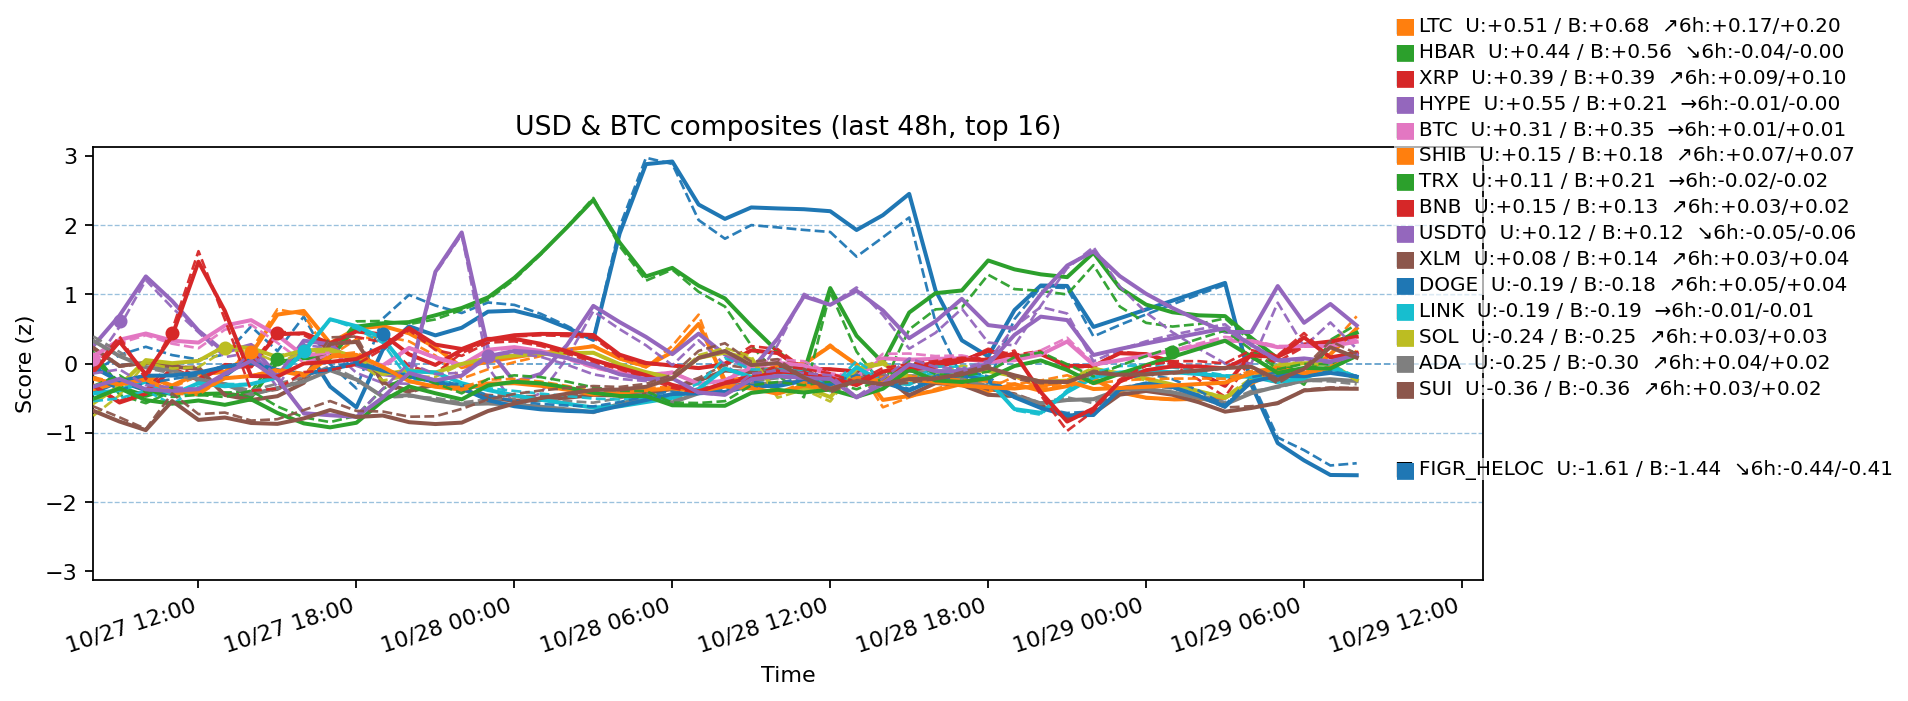 LTC  U:+0.51 / B:+0.68  ↗6h:+0.17/+0.20
HBAR  U:+0.44 / B:+0.56  ↘6h:-0.04/-0.00
XRP  U:+0.39 / B:+0.39  ↗6h:+0.09/+0.10
HYPE  U:+0.55 / B:+0.21  →6h:-0.01/-0.00
BTC  U:+0.31 / B:+0.35  →6h:+0.01/+0.01
SHIB  U:+0.15 / B:+0.18  ↗6h:+0.07/+0.07
TRX  U:+0.11 / B:+0.21  →6h:-0.02/-0.02
BNB  U:+0.15 / B:+0.13  ↗6h:+0.03/+0.02
USDT0  U:+0.12 / B:+0.12  ↘6h:-0.05/-0.06
XLM  U:+0.08 / B:+0.14  ↗6h:+0.03/+0.04
DOGE  U:-0.19 / B:-0.18  ↗6h:+0.05/+0.04
LINK  U:-0.19 / B:-0.19  →6h:-0.01/-0.01
SOL  U:-0.24 / B:-0.25  ↗6h:+0.03/+0.03
ADA  U:-0.25 / B:-0.30  ↗6h:+0.04/+0.02
SUI  U:-0.36 / B:-0.36  ↗6h:+0.03/+0.02
FIGR_HELOC  U:-1.61 / B:-1.44  ↘6h:-0.44/-0.41
USD & BTC composites (last 48h, top 16)
Score (z)
3
2
1
0
−1
−2
−3
10/27 12:00
10/27 18:00
10/28 00:00
10/28 06:00
10/28 12:00
10/28 18:00
10/29 00:00
10/29 06:00
10/29 12:00
Time